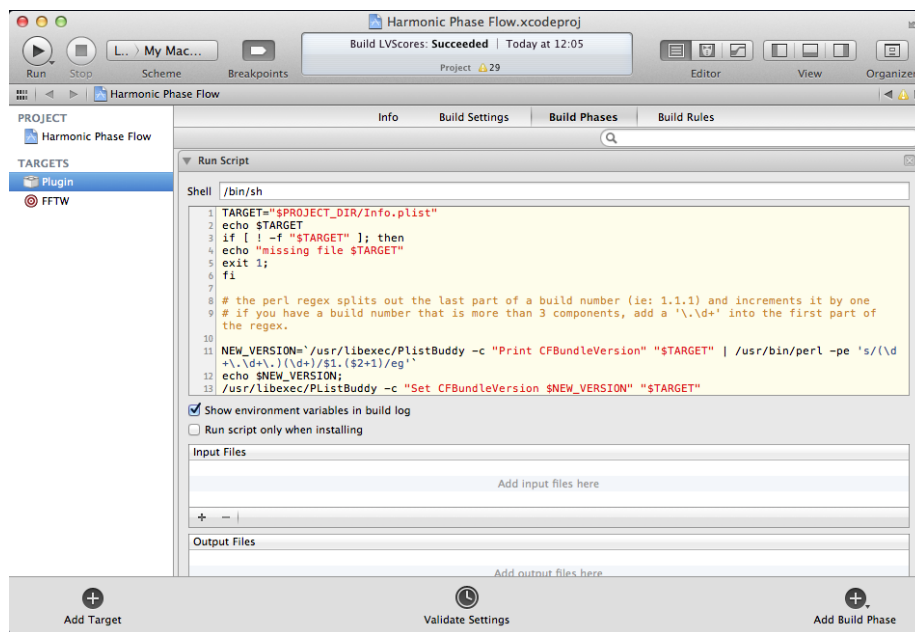 Harmonic Phase Flow.xcodeproj
L.. My Mac...
Build LVScores: Succeeded | Today at 12:05
Project 29
Run Stop Scheme Breakpoints Editor View Organizer
Harmonic Phase Flow
PROJECT
Harmonic Phase Flow
TARGETS
Plugin
FFTW
Info Build Settings Build Phases Build Rules
Run Script
Shell /bin/sh
1 TARGET="$PROJECT_DIR/Info.plist"
2 echo $TARGET
3 if [ ! -f "$TARGET" ]; then
4 echo "missing file $TARGET"
5 exit 1;
6 fi
7
8 # the perl regex splits out the last part of a build number (ie: 1.1.1) and increments it by one
9 # if you have a build number that is more than 3 components, add a '\.\d+' into the first part of
the regex.
10
11 NEW_VERSION=`/usr/libexec/PlistBuddy -c "Print CFBundleVersion" "$TARGET" | /usr/bin/perl -pe 's/(\d
+\.\d+\.)(\d+)/$1.($2+1)/eg'`
12 echo $NEW_VERSION;
13 /usr/libexec/PListBuddy -c "Set CFBundleVersion $NEW_VERSION" "$TARGET"
Show environment variables in build log
Run script only when installing
Input Files
Add input files here
Output Files
Add output files here
Add Target Validate Settings Add Build Phase